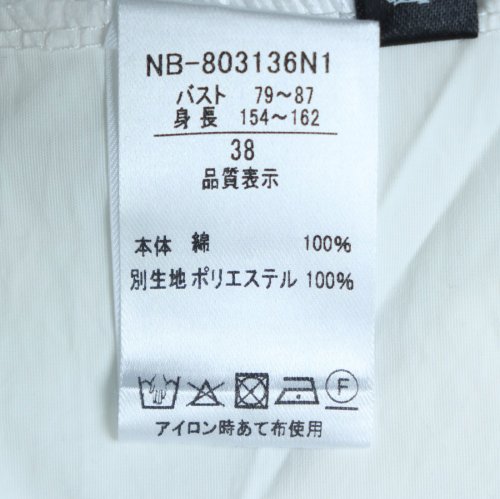 NB-803136N1
バスト 79～87
身長 154～162
38
品質表示
本体 綿 100%
別生地 ポリエステル 100%
F
アイロン時あて布使用